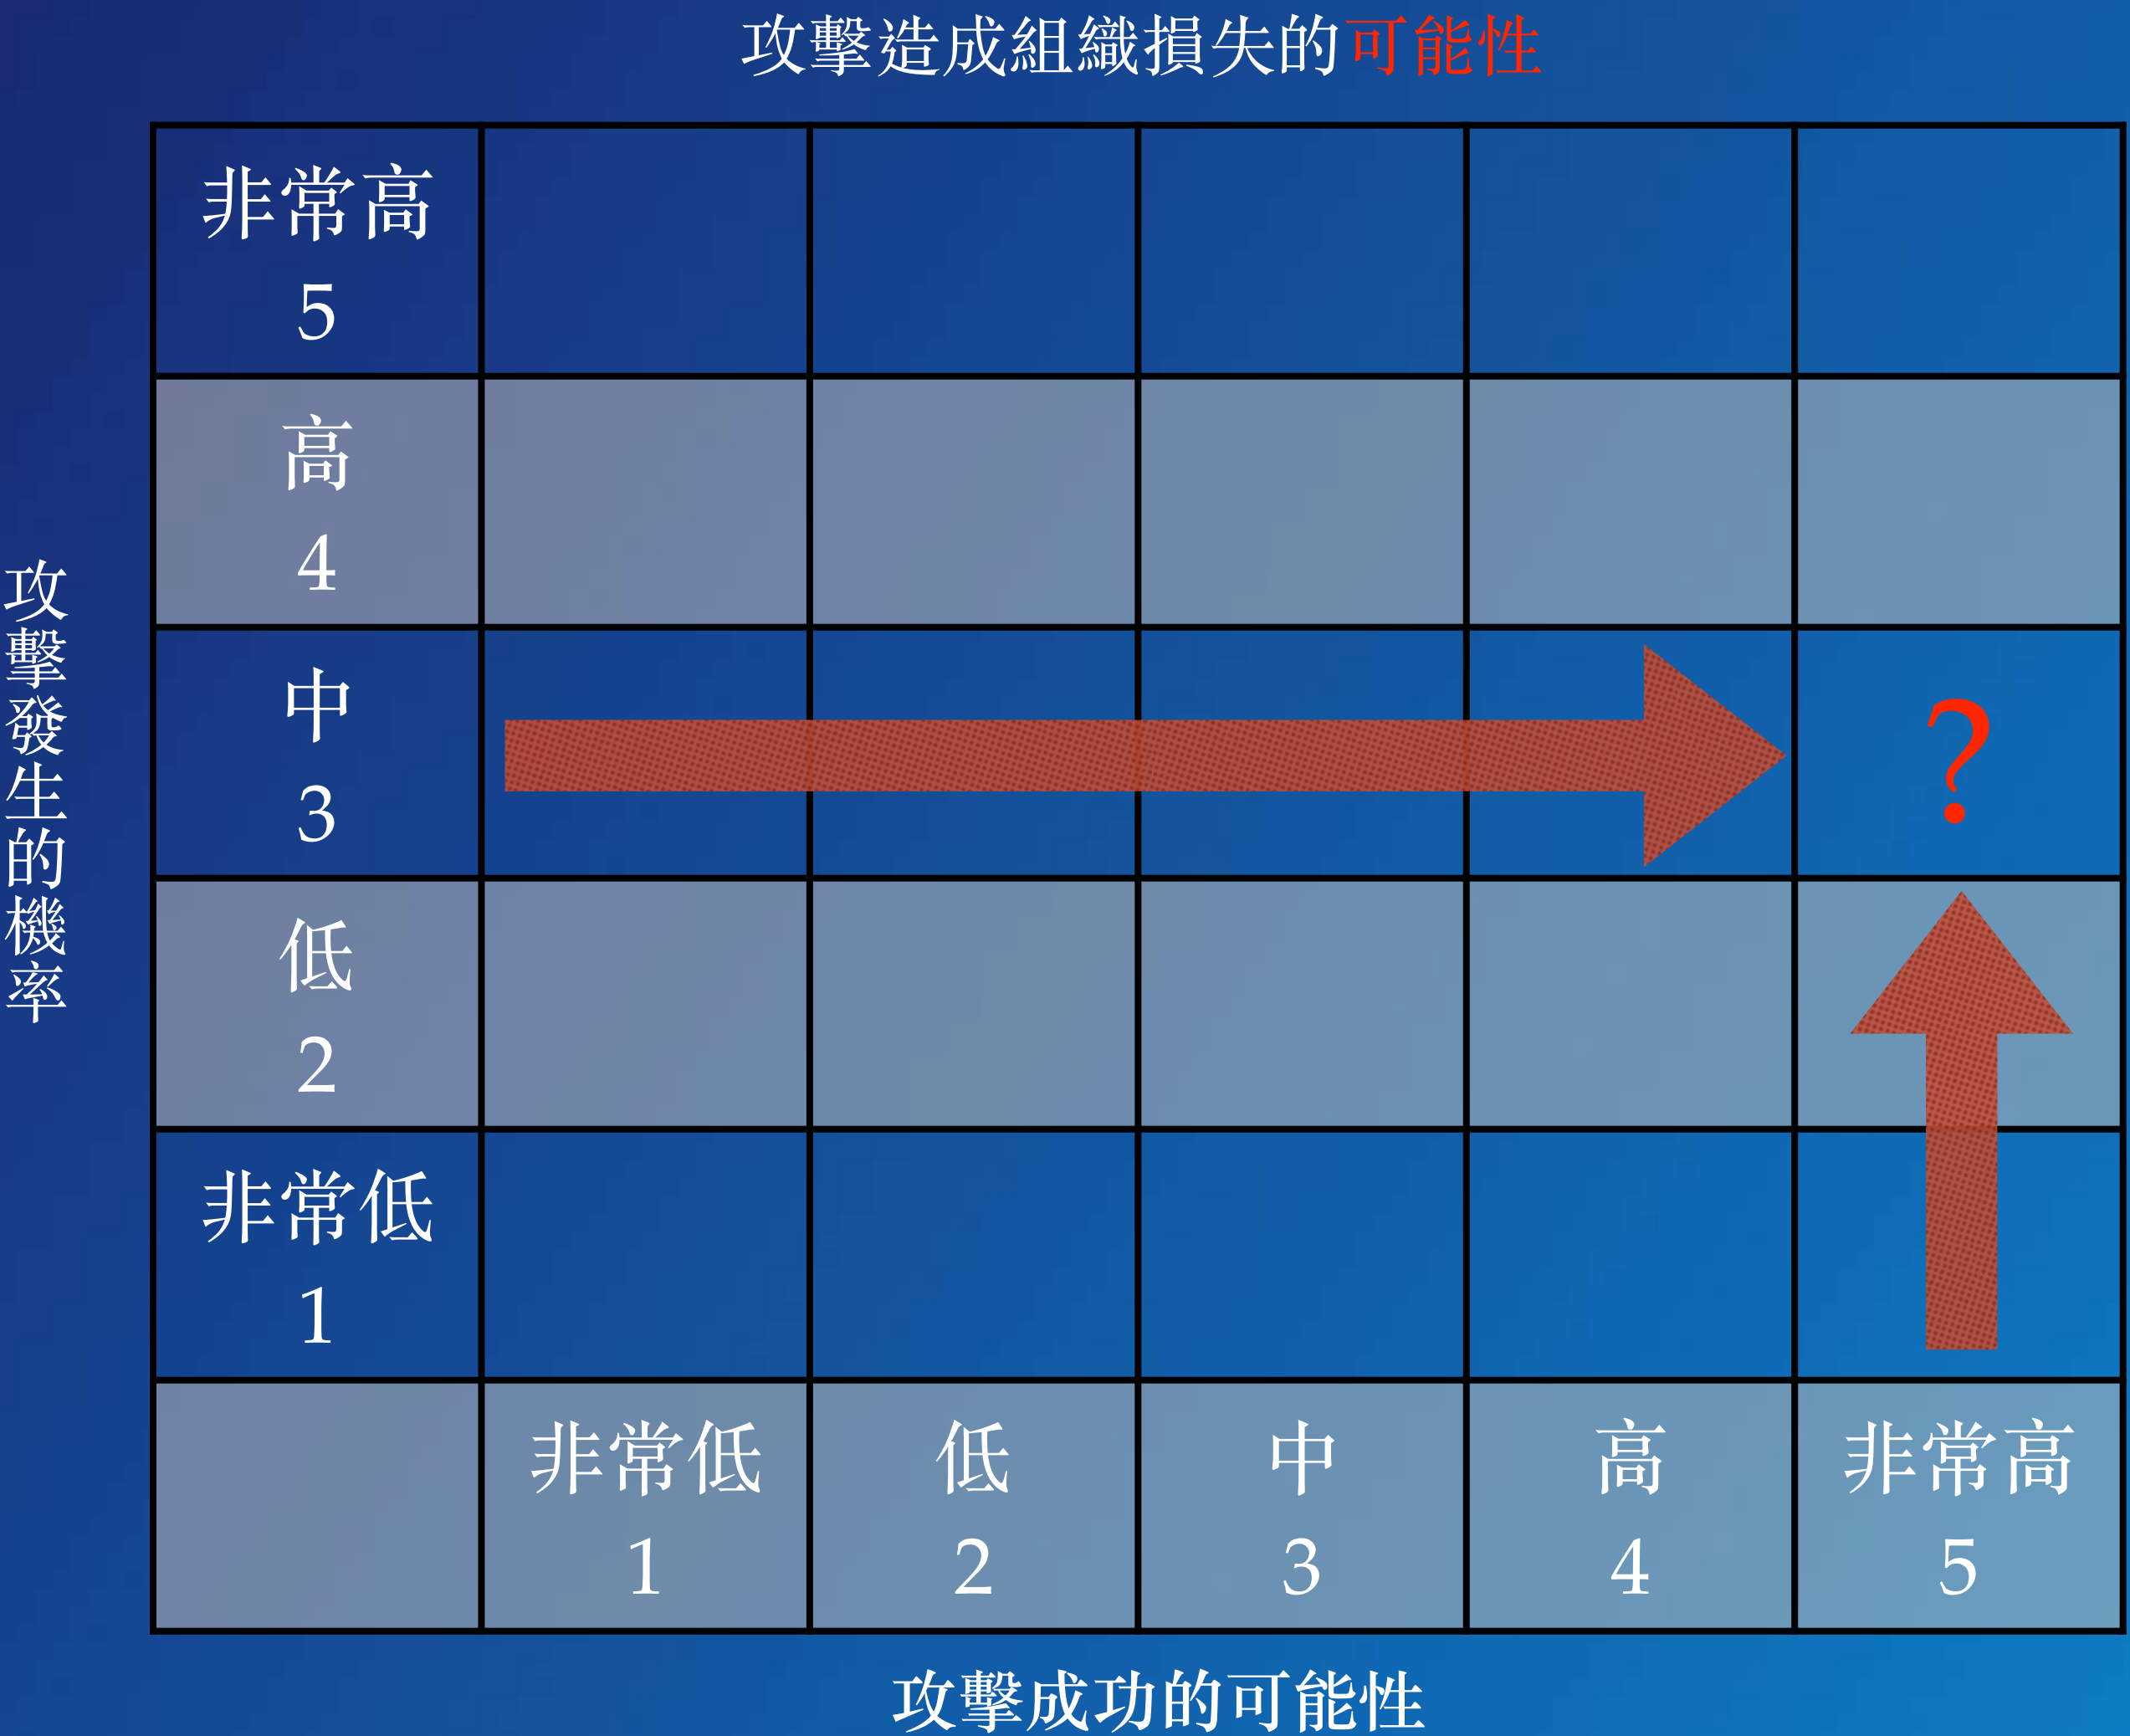 攻擊造成組織損失的可能性
攻擊發生的機率
非常高
5
高
4
中
3
?
低
2
非常低
1
非常低
1
低
2
中
3
高
4
非常高
5
攻擊成功的可能性